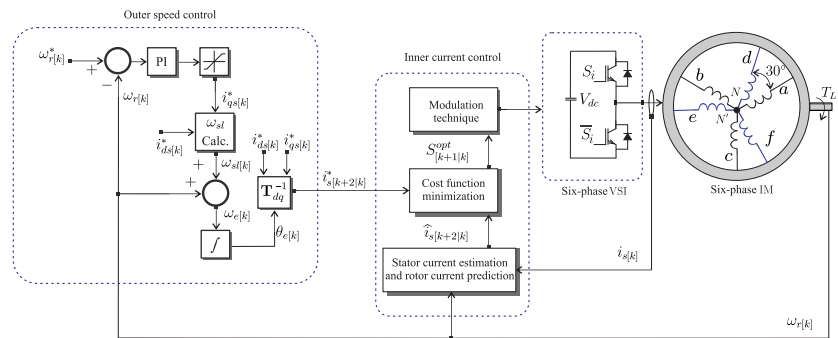 Outer speed control
ω*r[k]
+
−
PI
ωr[k]
i*qs[k]
ωsl
Calc.
i*ds[k]
+
ωsl[k]
+
ωe[k]
∫
θe[k]
i*ds[k]
i*qs[k]
T−1dq
i*s[k+2|k]
Inner current control
Modulation
technique
Sopt[k+1|k]
Cost function
minimization
îs[k+2|k]
Stator current estimation
and rotor current prediction
Si
Vdc
S̅i
Six-phase VSI
is[k]
d
30°
b
a
N
e
N'
f
c
TL
Six-phase IM
ωr[k]